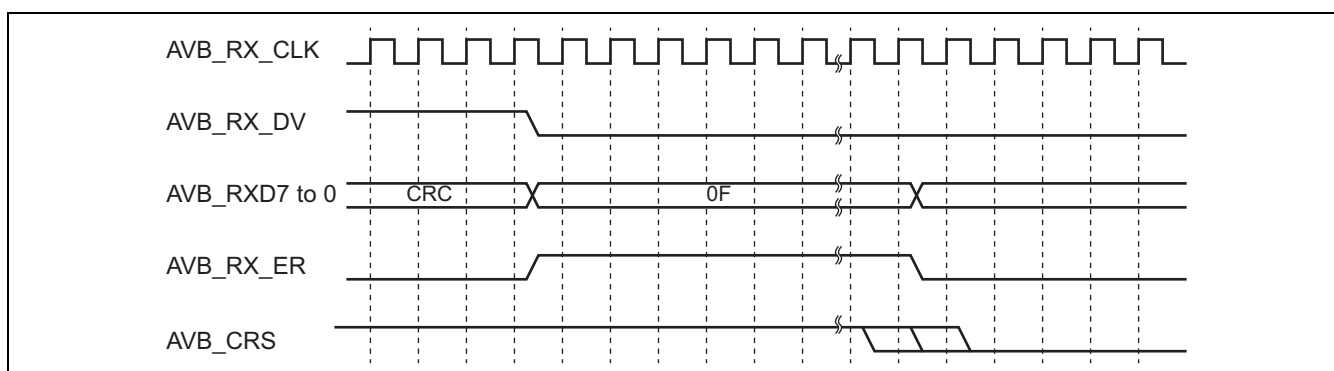 AVB_RX_CLK
AVB_RX_DV
AVB_RXD7 to 0 CRC 0F
AVB_RX_ER
AVB_CRS